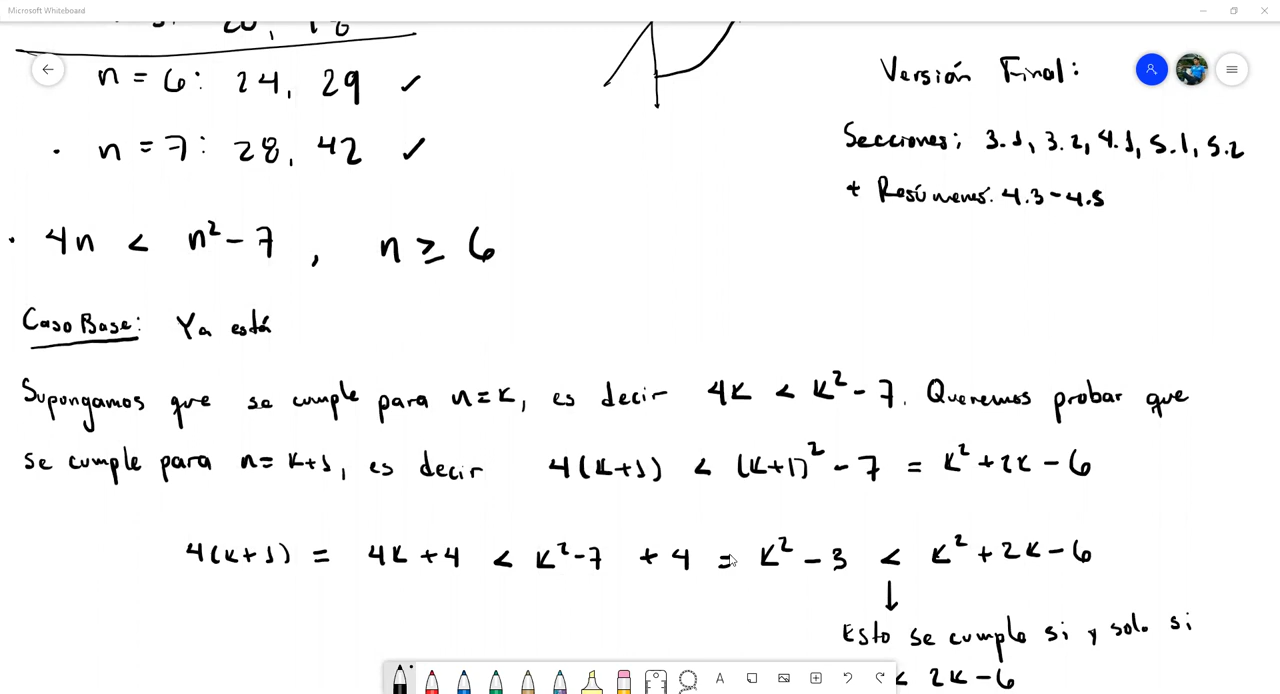 Microsoft Whiteboard
n = 6: 24, 29 ✓
· n = 7: 28, 42 ✓
Versión Final:
Secciones; 3.1, 3.2, 4.1, 5.1, 5.2
+ Resúmenes: 4.3 - 4.5
· 4n < n² - 7, n ≥ 6
Caso Base: Ya está
Supongamos que se cumple para n = k, es decir 4k < k² - 7. Queremos probar que
se cumple para n = k+1, es decir 4(k+1) < (k+1)² - 7 = k² + 2k - 6
4(k+1) = 4k + 4 < k² - 7 + 4 = k² - 3 < k² + 2k - 6
↓
Esto se cumple si y solo si
< 2k - 6
A